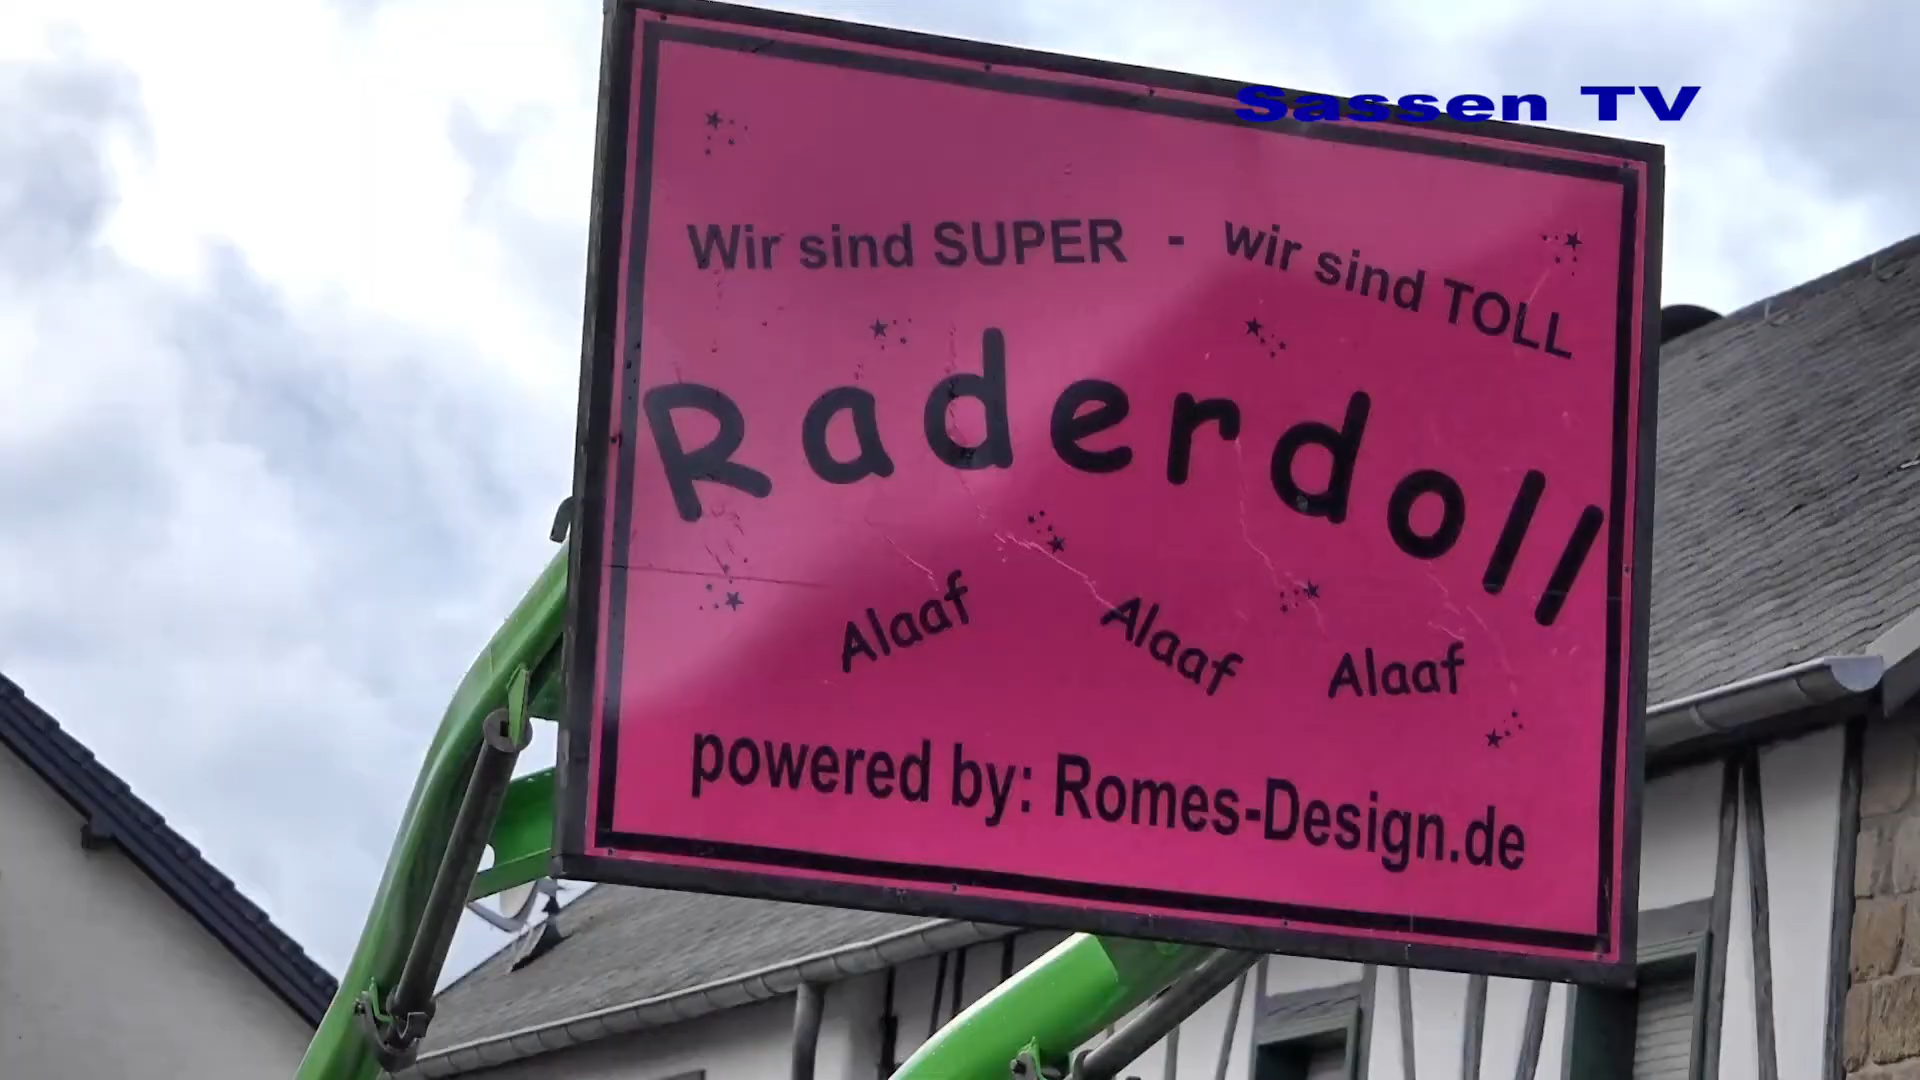 Sassen TV
Wir sind SUPER - wir sind TOLL
Raderdoll
Alaaf Alaaf Alaaf
powered by: Romes-Design.de